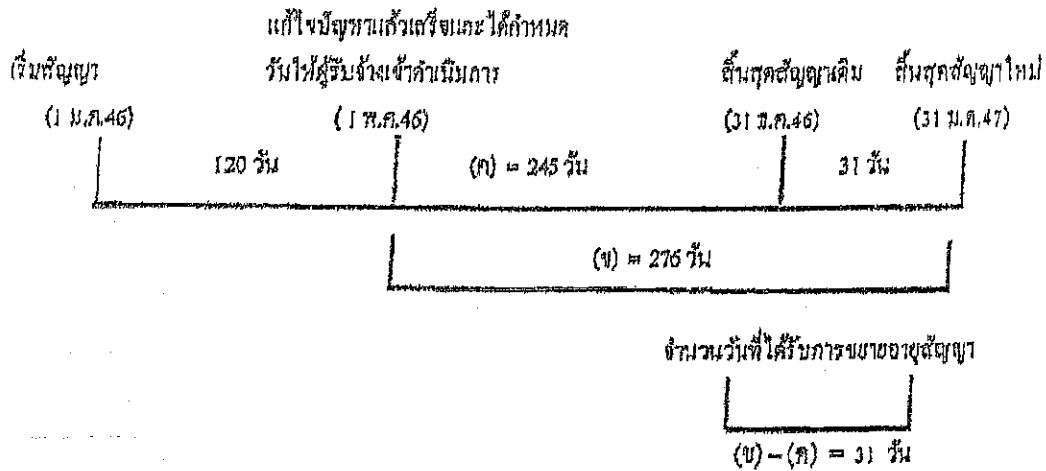 แก้ไขปัญหาแล้วเสร็จและได้กำหนด
เริ่มสัญญา วันให้ผู้รับจ้างเข้าดำเนินการ สิ้นสุดสัญญาเดิม สิ้นสุดสัญญาใหม่
(1 ม.ค.46) (1 พ.ค.46) (31 ธ.ค.46) (31 ม.ค.47)
120 วัน (ค) = 245 วัน 31 วัน
(ข) = 276 วัน
จำนวนวันที่ได้รับการขยายอายุสัญญา
(ข) – (ค) = 31 วัน